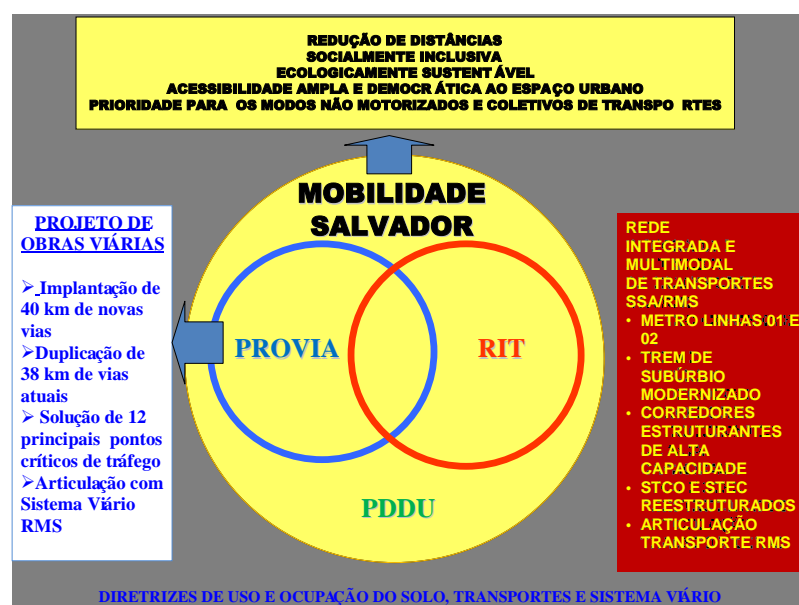 REDUÇÃO DE DISTÂNCIAS
SOCIALMENTE INCLUSIVA
ECOLOGICAMENTE SUSTENT ÁVEL
ACESSIBILIDADE AMPLA E DEMOCR ÁTICA AO ESPAÇO URBANO
PRIORIDADE PARA OS MODOS NÃO MOTORIZADOS E COLETIVOS DE TRANSPO RTES
MOBILIDADE
SALVADOR
PROJETO DE
OBRAS VIÁRIAS
➢ Implantação de
40 km de novas
vias
➢Duplicação de
38 km de vias
atuais
➢ Solução de 12
principais pontos
críticos de tráfego
➢Articulação com
Sistema Viário
RMS
PROVIA
RIT
PDDU
REDE
INTEGRADA E
MULTIMODAL
DE TRANSPORTES
SSA/RMS
• METRO LINHAS 01 E
02
• TREM DE
SUBÚRBIO
MODERNIZADO
• CORREDORES
ESTRUTURANTES
DE ALTA
CAPACIDADE
• STCO E STEC
REESTRUTURADOS
• ARTICULAÇÃO
TRANSPORTE RMS
DIRETRIZES DE USO E OCUPAÇÃO DO SOLO, TRANSPORTES E SISTEMA VIÁRIO